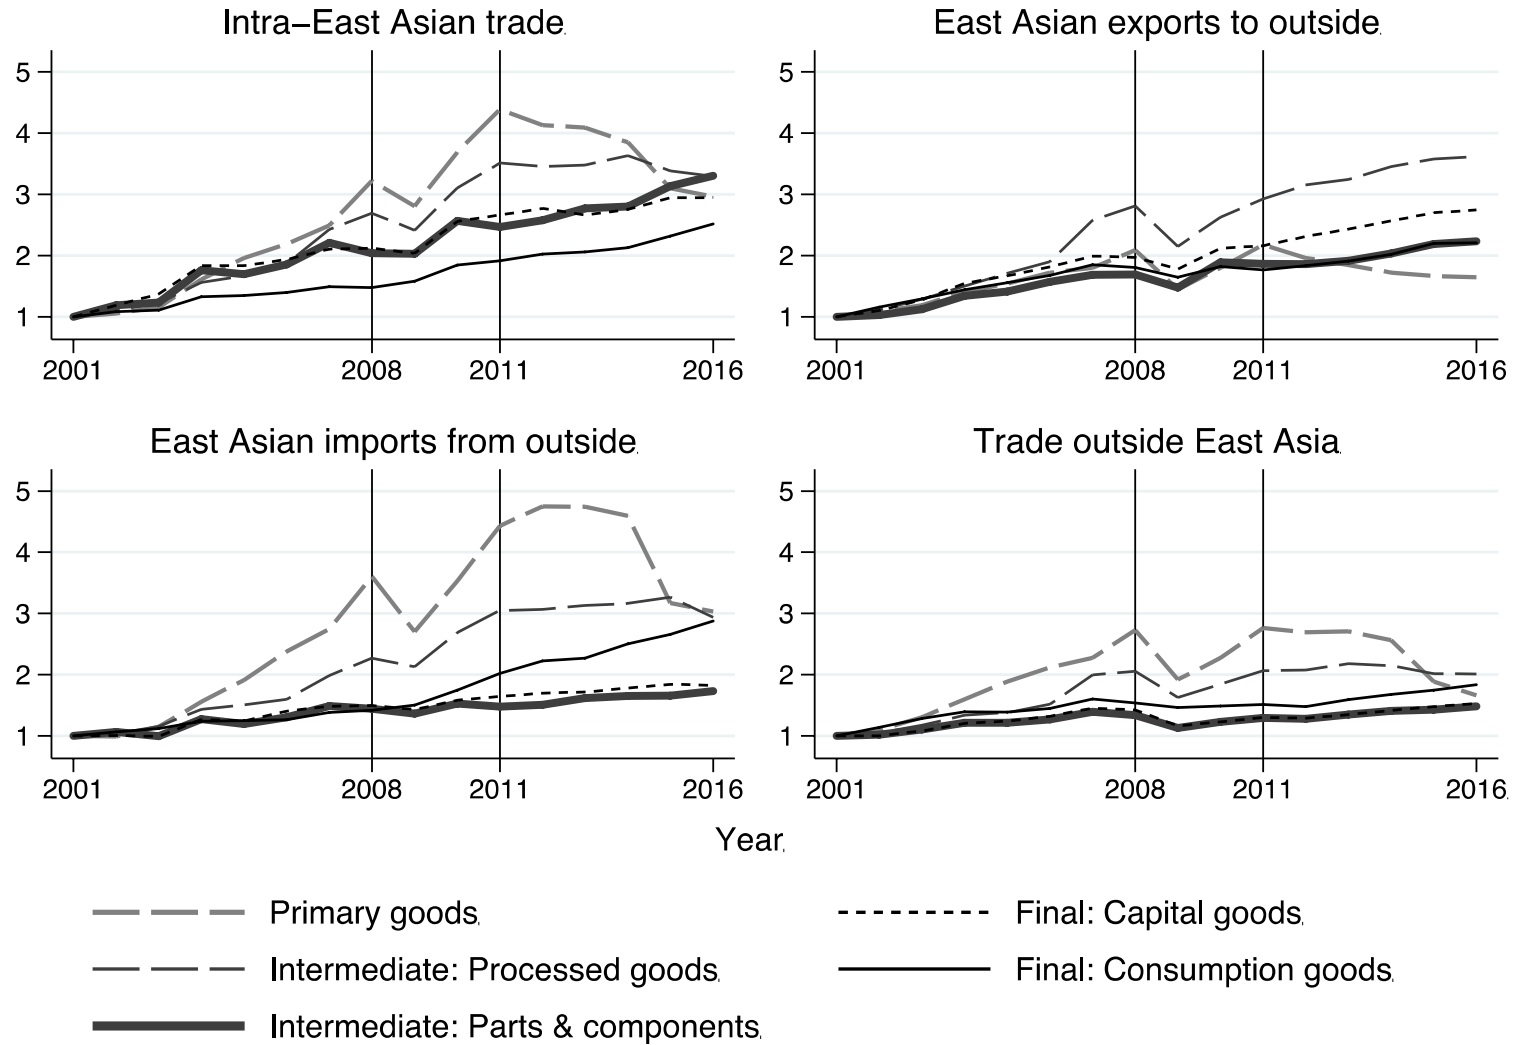 Intra–East Asian trade
5
4
3
2
1
2001 2008 2011 2016
East Asian exports to outside
5
4
3
2
1
2001 2008 2011 2016
East Asian imports from outside
5
4
3
2
1
2001 2008 2011 2016
Trade outside East Asia
5
4
3
2
1
2001 2008 2011 2016
Year
Primary goods
Intermediate: Processed goods
Intermediate: Parts & components
Final: Capital goods
Final: Consumption goods